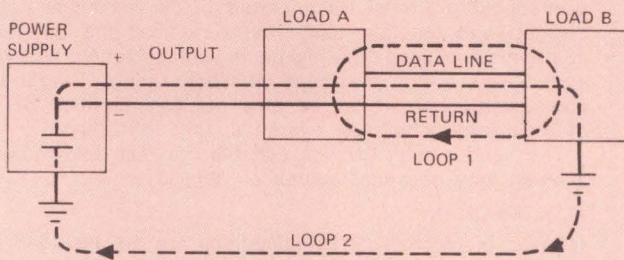 POWER
SUPPLY
+
OUTPUT
−
LOAD A
LOAD B
DATA LINE
RETURN
LOOP 1
LOOP 2